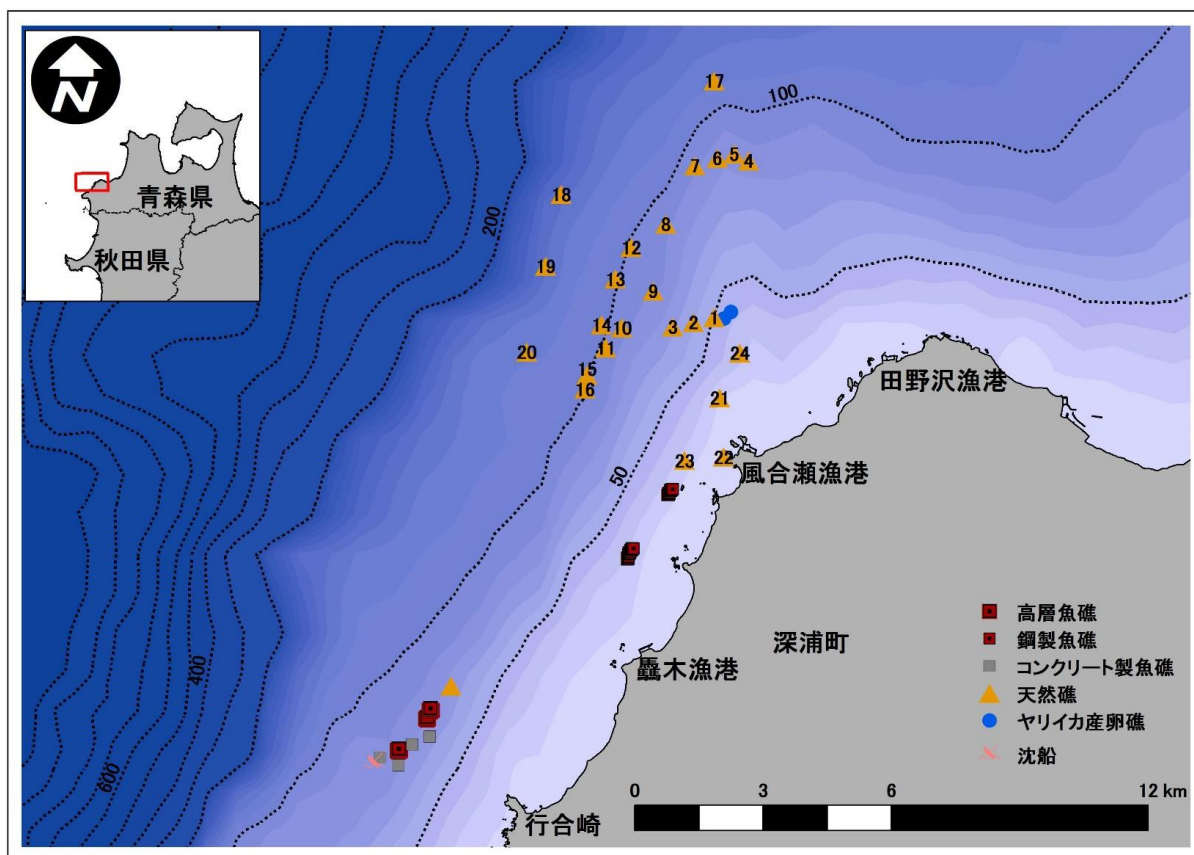 N
青森県
秋田県
17
100
7
6
5
4
18
200
8
12
19
13
9
14
10
3
2
1
11
20
24
15
16
21
田野沢漁港
50
23
22
風合瀬漁港
400
600
轟木漁港
深浦町
行合崎
高層魚礁
鋼製魚礁
コンクリート製魚礁
天然礁
ヤリイカ産卵礁
沈船
0 3 6 12 km